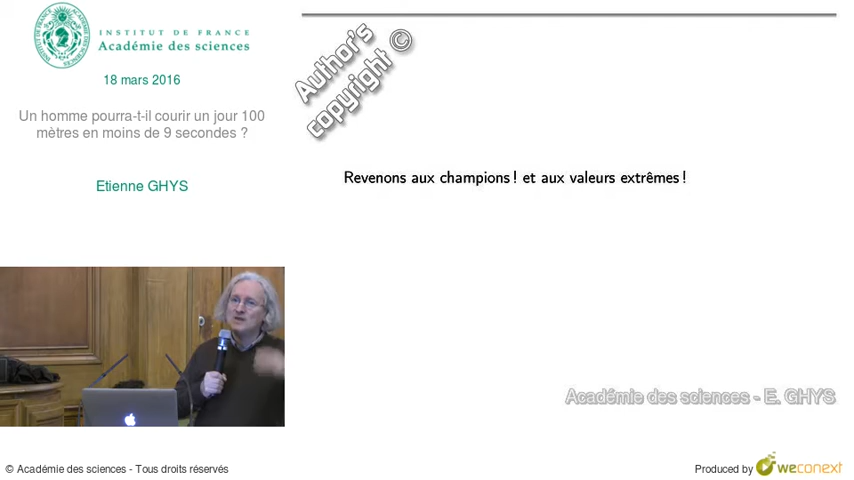 INSTITUT DE FRANCE
Académie des sciences
18 mars 2016
Un homme pourra-t-il courir un jour 100
mètres en moins de 9 secondes ?
Etienne GHYS
Author's
copyright ©
Revenons aux champions ! et aux valeurs extrêmes !
Académie des sciences - E. GHYS
© Académie des sciences - Tous droits réservés
Produced by weconext